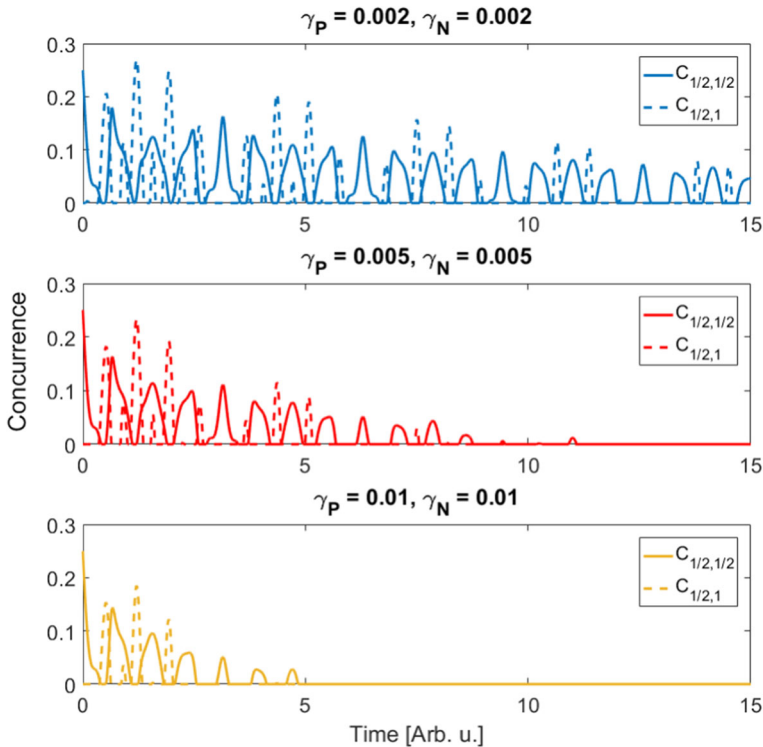 γP = 0.002, γN = 0.002
0.3
0.2
0.1
0
C1/2,1/2
C1/2,1
0 5 10 15
γP = 0.005, γN = 0.005
0.3
0.2
0.1
0
C1/2,1/2
C1/2,1
0 5 10 15
Concurrence
γP = 0.01, γN = 0.01
0.3
0.2
0.1
0
C1/2,1/2
C1/2,1
0 5 10 15
Time [Arb. u.]